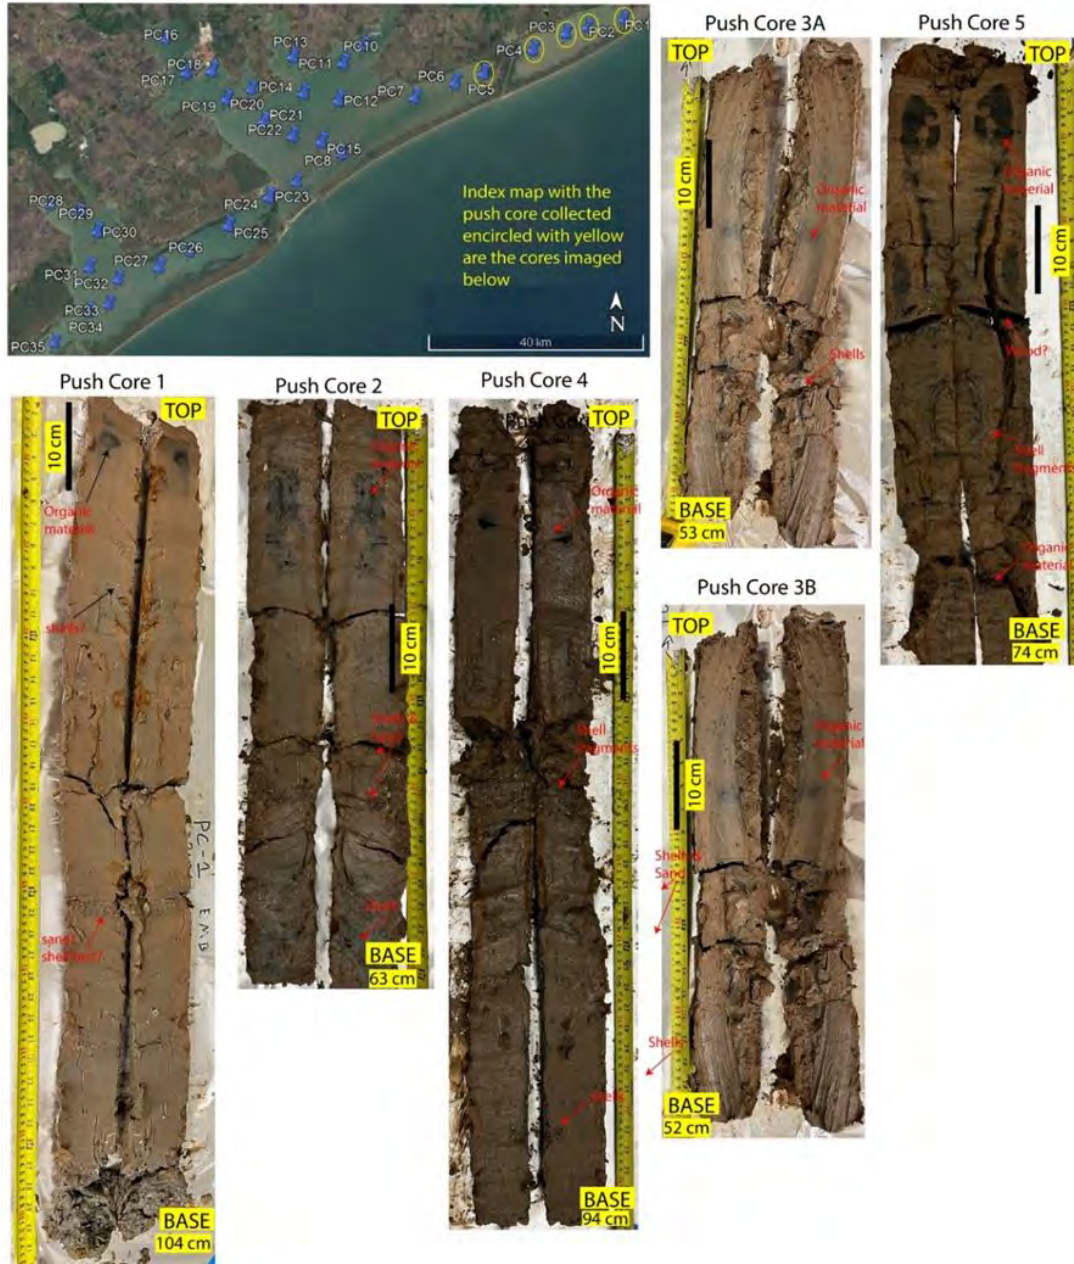 PC16
PC13
PC10
PC3
PC2
PC1
PC4
PC18
PC11
PC17
PC6
PC5
PC14
PC7
PC12
PC19
PC20
PC21
PC22
PC15
PC8
PC28
PC24
PC23
PC29
PC30
PC25
PC26
PC31
PC27
PC32
PC33
PC34
PC35
Index map with the
push core collected
encircled with yellow
are the cores imaged
below
N
40 km
Push Core 3A
TOP
10 cm
Organic
material
Shells
BASE
53 cm
Push Core 5
TOP
Organic
material
10 cm
Wood?
Shell
fragments
Organic
Material
BASE
74 cm
Push Core 1
TOP
10 cm
Organic
material
shells?
PC-1
sand/
BASE
104 cm
Push Core 2
TOP
10 cm
BASE
63 cm
Push Core 4
TOP
Organic
material
10 cm
Shell
fragments
Shells
BASE
94 cm
Push Core 3B
TOP
Organic
material
10 cm
Shells &
Sand
Shells
BASE
52 cm